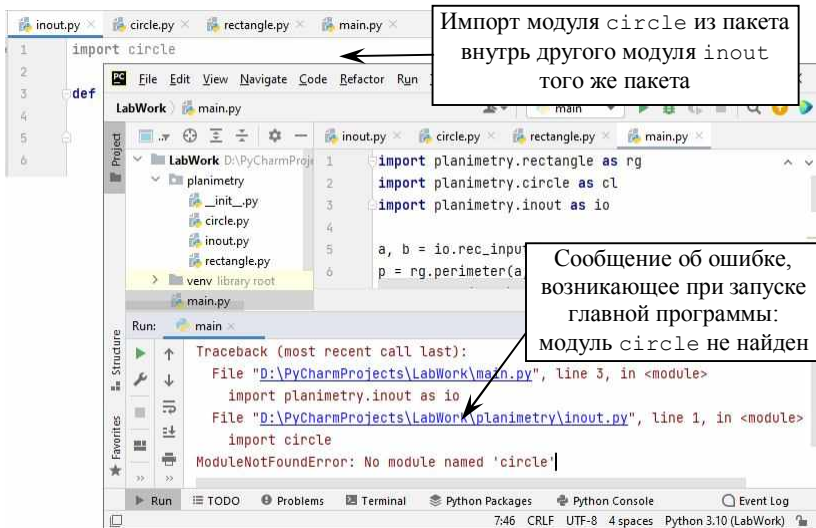 inout.py × circle.py × rectangle.py × main.py ×
1 import circle
2
3 def
4
5
6
Импорт модуля circle из пакета
внутрь другого модуля inout
того же пакета
PC File Edit View Navigate Code Refactor Run
LabWork main.py main
Project
inout.py × circle.py × rectangle.py × main.py ×
LabWork D:\PyCharmProje
planimetry
__init__.py
circle.py
inout.py
rectangle.py
venv library root
main.py
1 import planimetry.rectangle as rg
2 import planimetry.circle as cl
3 import planimetry.inout as io
4
5 a, b = io.rec_inpu
6 p = rg.perimeter(a
Сообщение об ошибке,
возникающее при запуске
главной программы:
модуль circle не найден
Run: main ×
Structure
Favorites
Traceback (most recent call last):
File "D:\PyCharmProjects\LabWork\main.py", line 3, in <module>
import planimetry.inout as io
File "D:\PyCharmProjects\LabWork\planimetry\inout.py", line 1, in <module>
import circle
ModuleNotFoundError: No module named 'circle'
Run TODO Problems Terminal Python Packages Python Console Event Log
7:46 CRLF UTF-8 4 spaces Python 3.10 (LabWork)